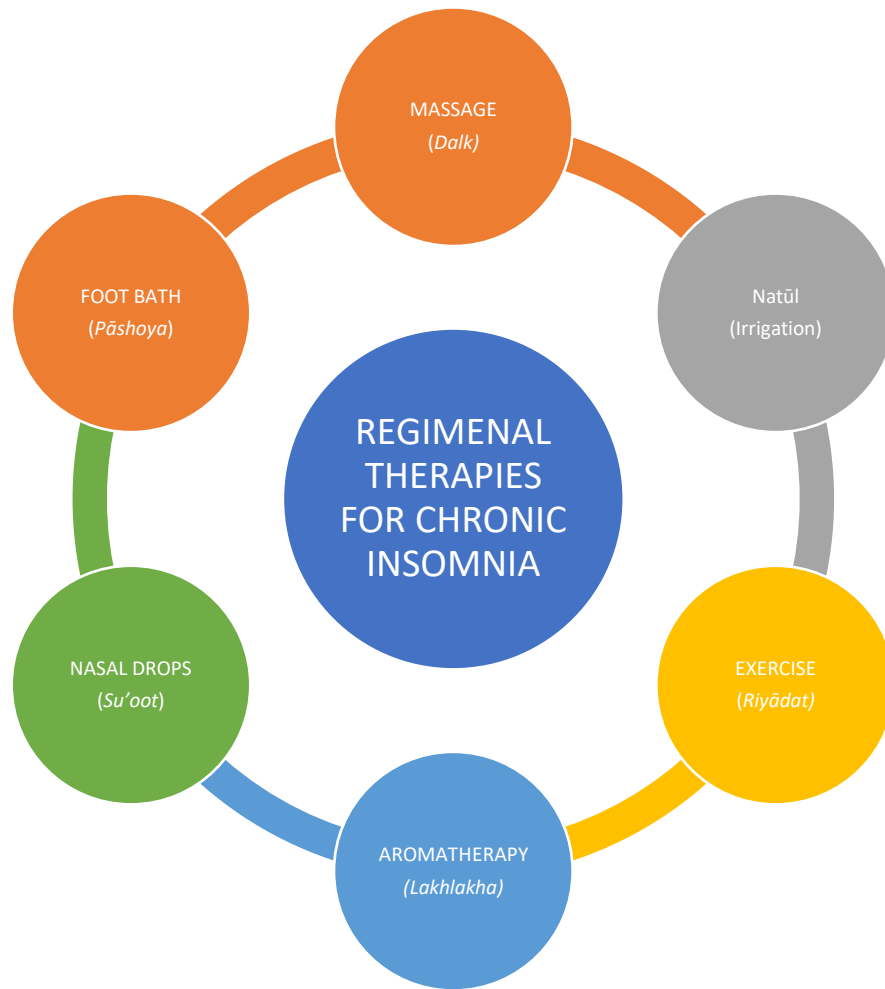 MASSAGE
(Dalk)
Natūl
(Irrigation)
EXERCISE
(Riyādat)
AROMATHERAPY
(Lakhlakha)
NASAL DROPS
(Su’oot)
FOOT BATH
(Pāshoya)
REGIMENAL
THERAPIES
FOR CHRONIC
INSOMNIA